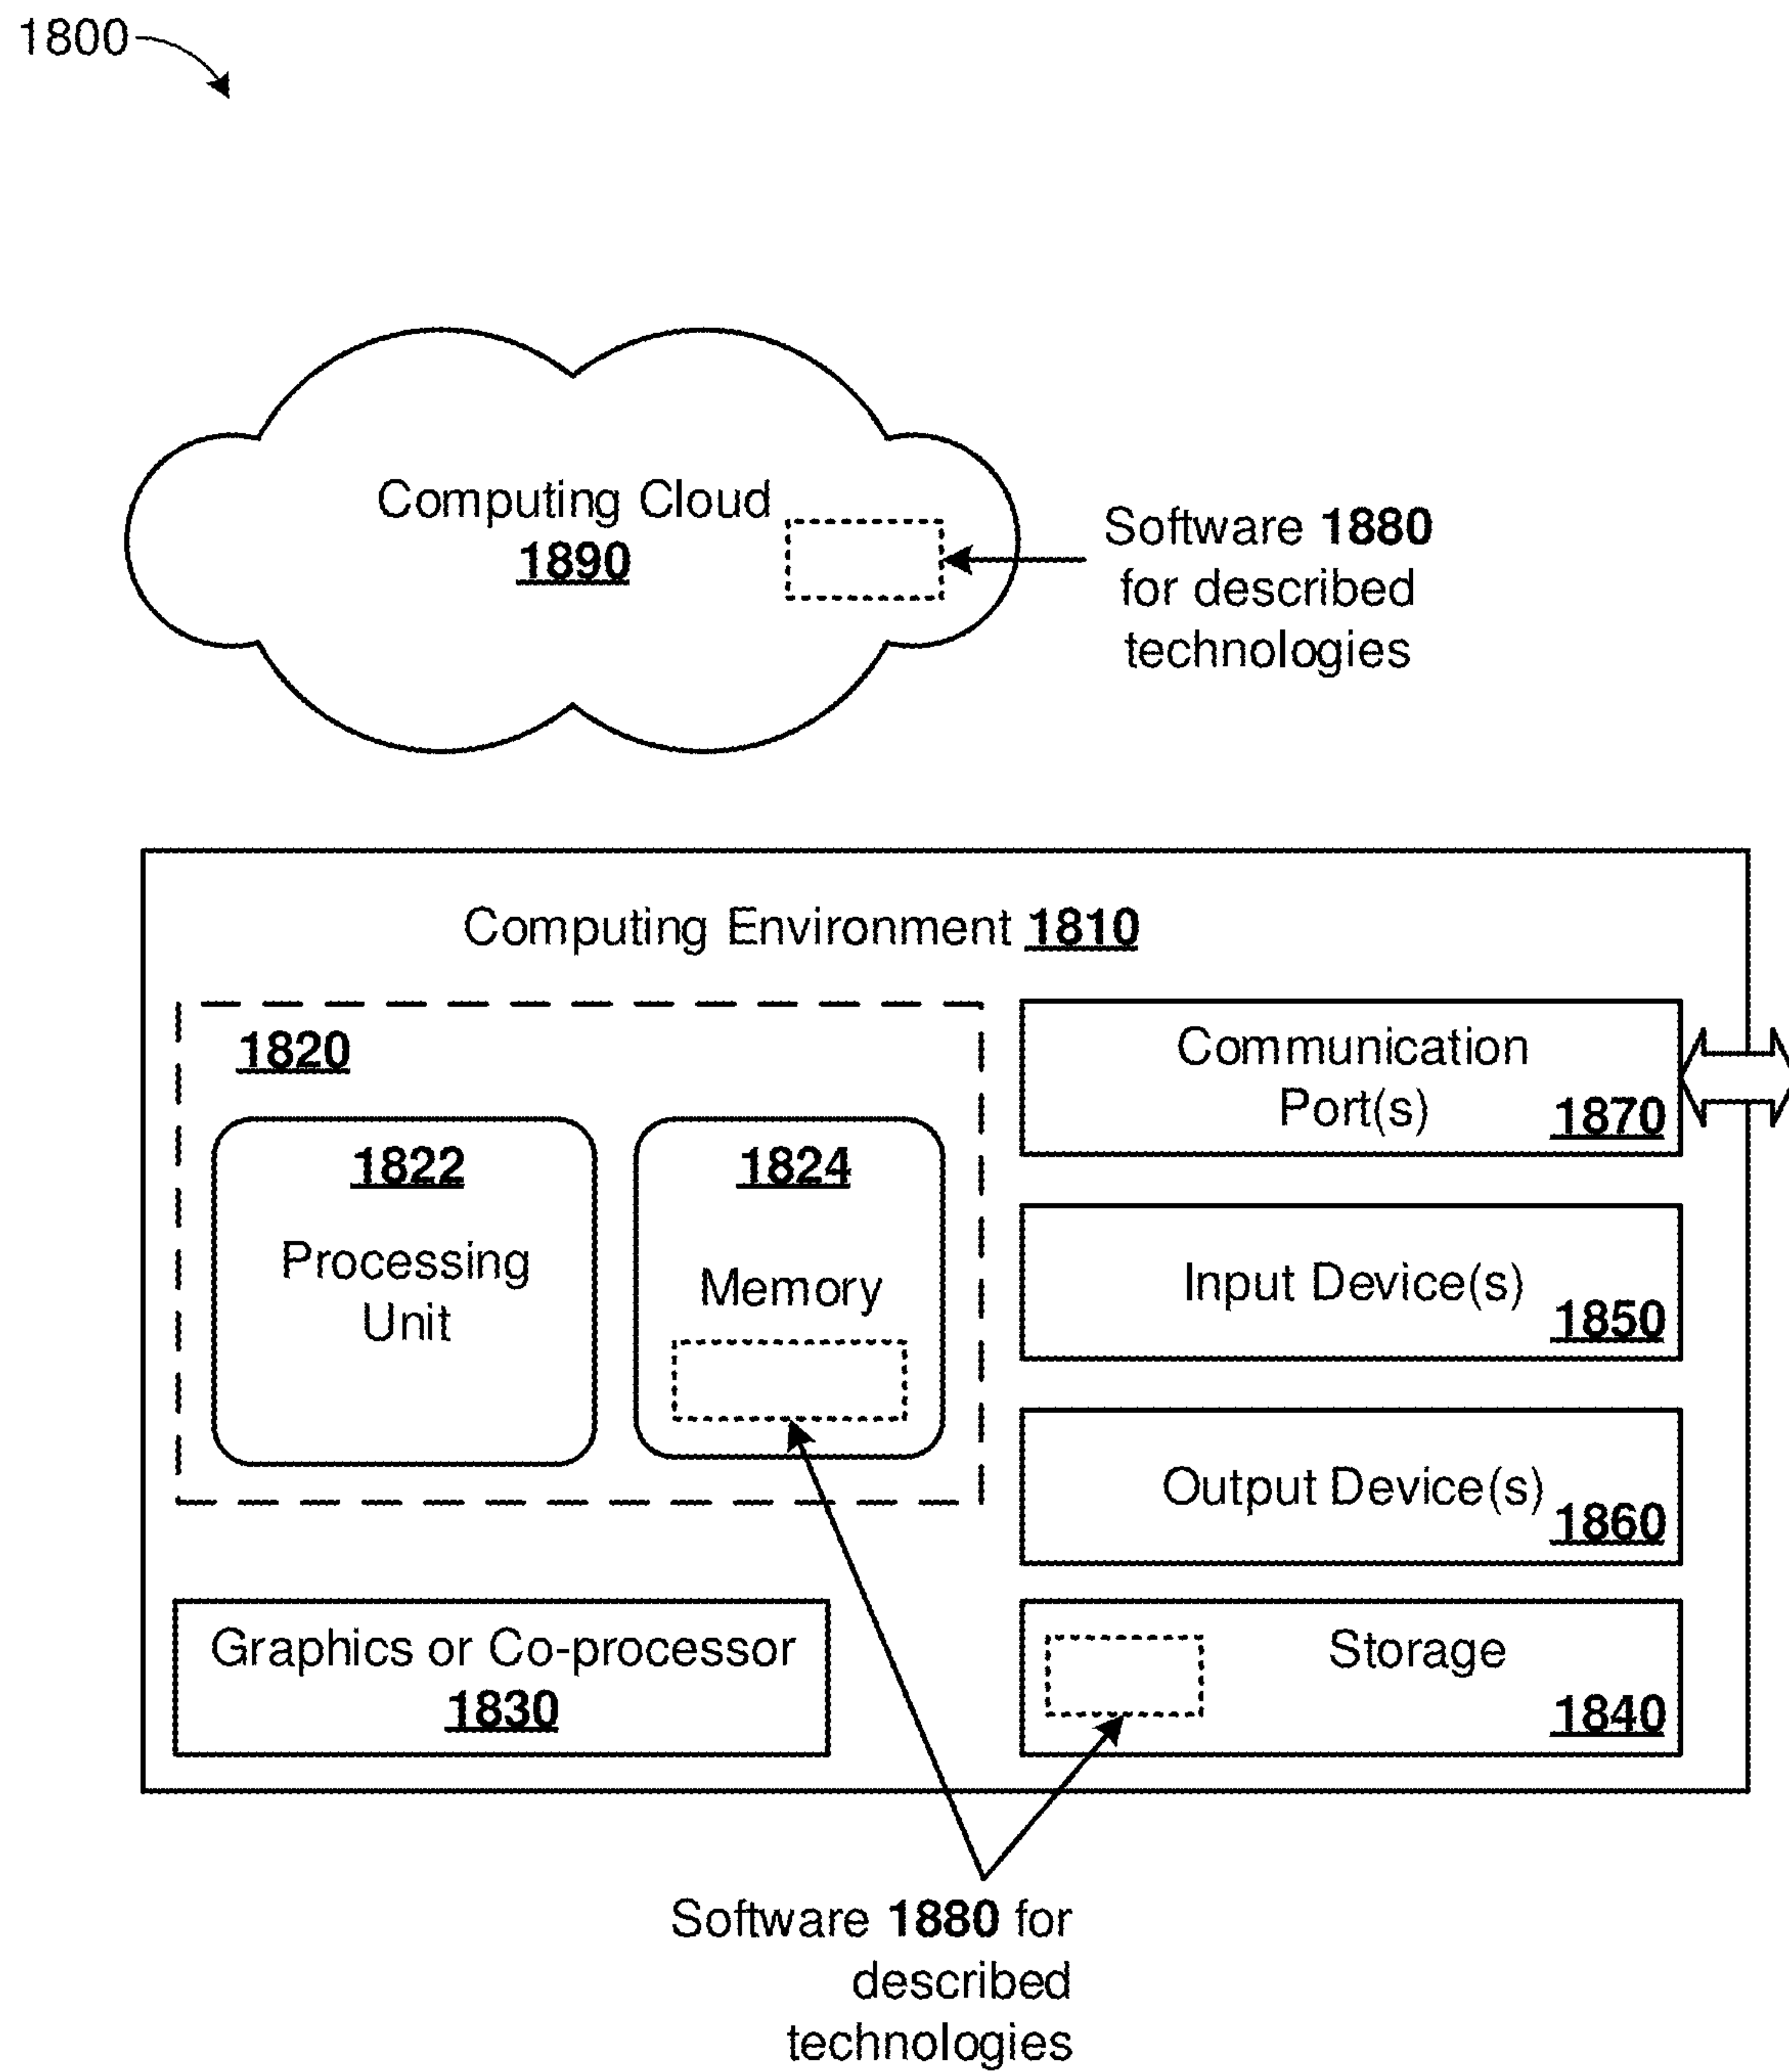 1800
Computing Cloud
1890
Software 1880
for described
technologies
Computing Environment 1810
1820
1822
Processing
Unit
1824
Memory
Communication
Port(s)
1870
Input Device(s)
1850
Output Device(s)
1860
Graphics or Co-processor
1830
Storage
1840
Software 1880 for
described
technologies